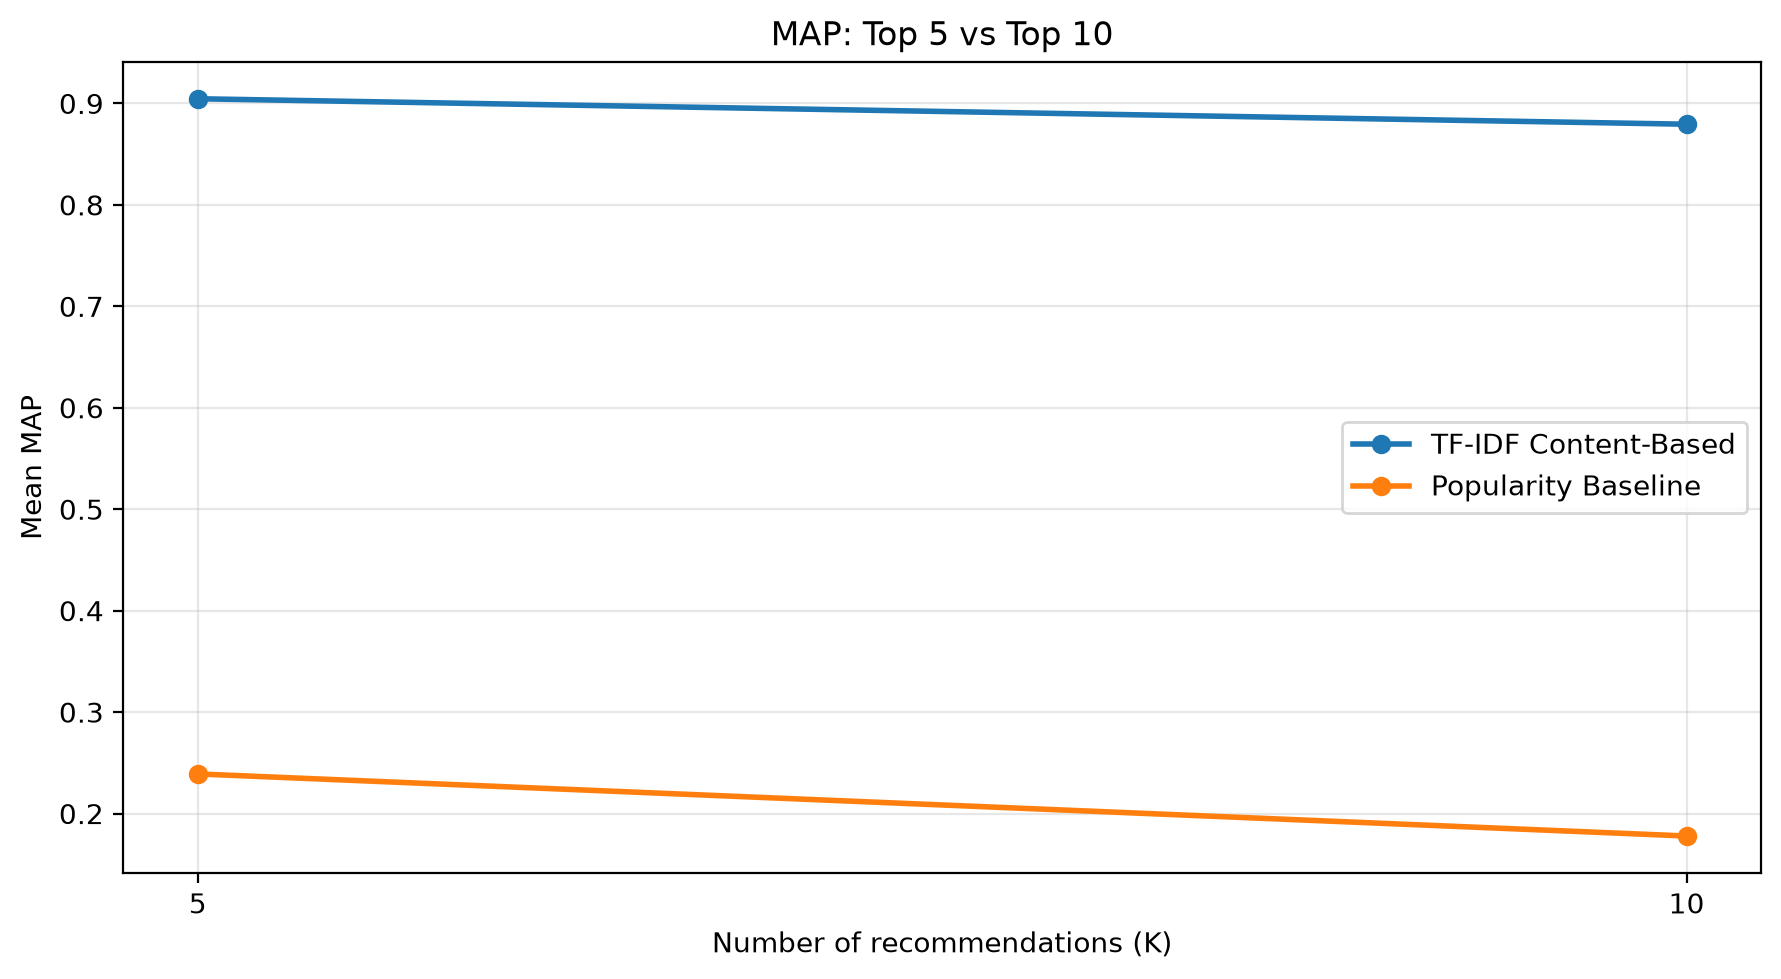 MAP: Top 5 vs Top 10
Mean MAP
0.9
0.8
0.7
0.6
0.5
0.4
0.3
0.2
TF-IDF Content-Based
Popularity Baseline
5
10
Number of recommendations (K)